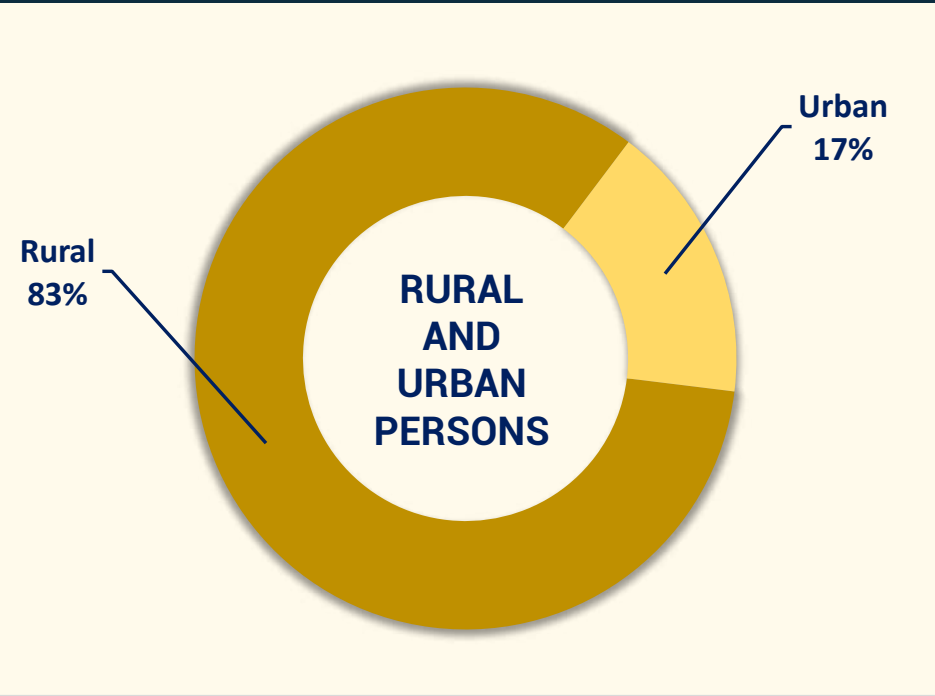 Urban
17%
Rural
83%
RURAL
AND
URBAN
PERSONS